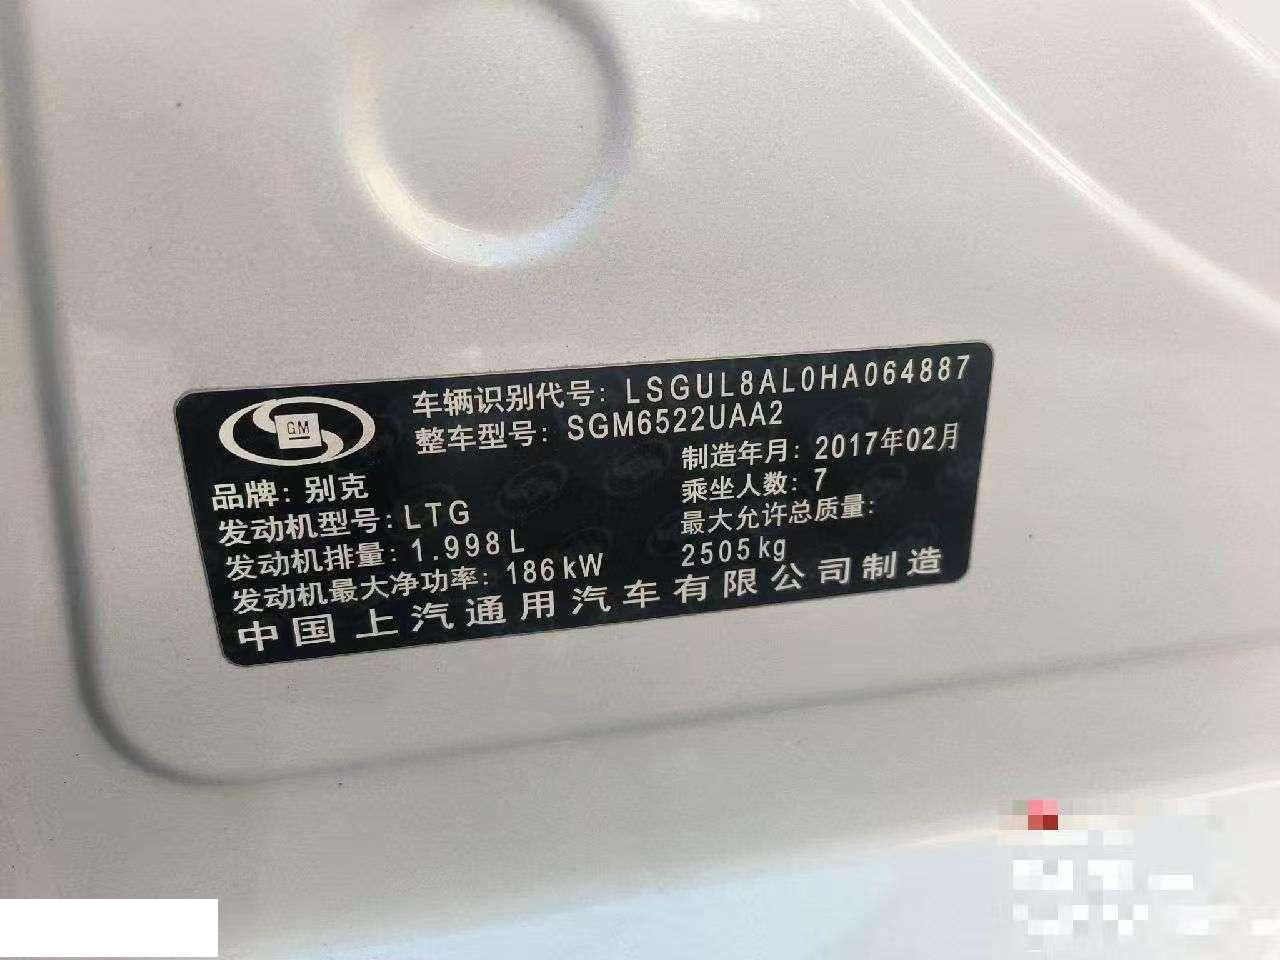 车辆识别代号: LSGUL8AL0HA064887
整车型号: SGM6522UAA2
GM
制造年月: 2017年02月
品牌: 别克
乘坐人数: 7
发动机型号: LTG
最大允许总质量:
发动机排量: 1.998L
2505kg
发动机最大净功率: 186kW
中国上汽通用汽车有限公司制造